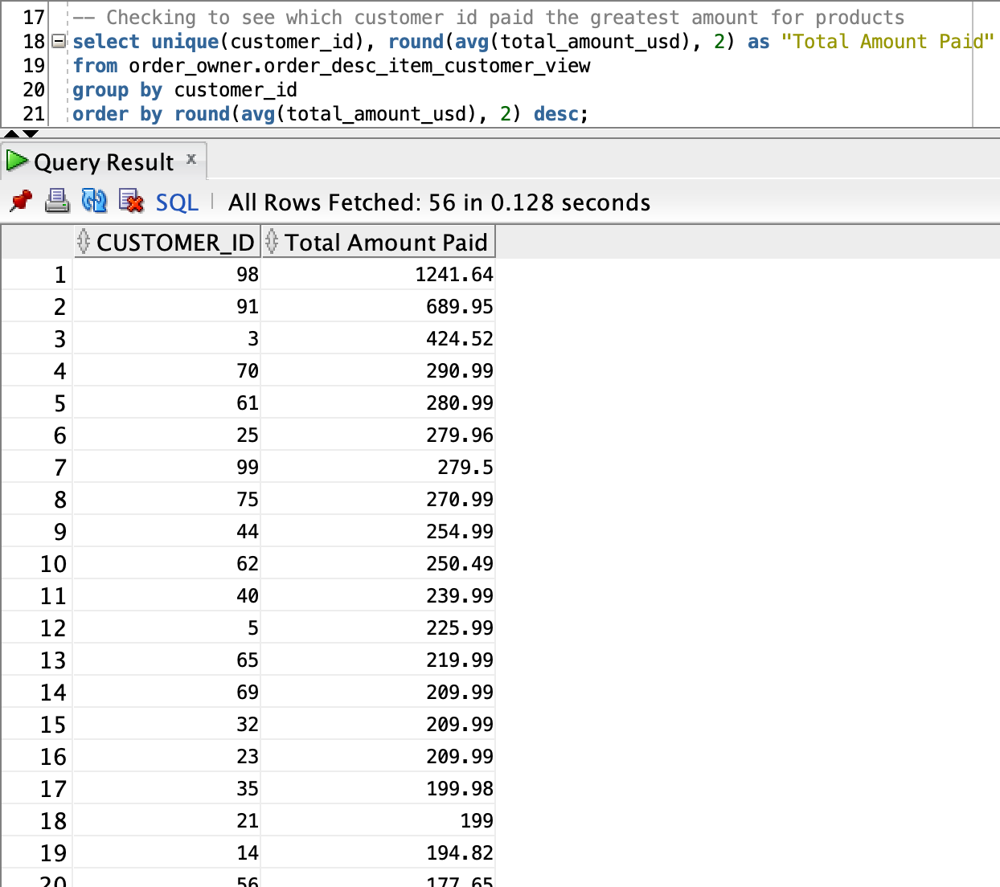 17 -- Checking to see which customer id paid the greatest amount for products
18 select unique(customer_id), round(avg(total_amount_usd), 2) as "Total Amount Paid"
19 from order_owner.order_desc_item_customer_view
20 group by customer_id
21 order by round(avg(total_amount_usd), 2) desc;
Query Result x
SQL | All Rows Fetched: 56 in 0.128 seconds
CUSTOMER_ID Total Amount Paid
1 98 1241.64
2 91 689.95
3 3 424.52
4 70 290.99
5 61 280.99
6 25 279.96
7 99 279.5
8 75 270.99
9 44 254.99
10 62 250.49
11 40 239.99
12 5 225.99
13 65 219.99
14 69 209.99
15 32 209.99
16 23 209.99
17 35 199.98
18 21 199
19 14 194.82
20 56 177.65